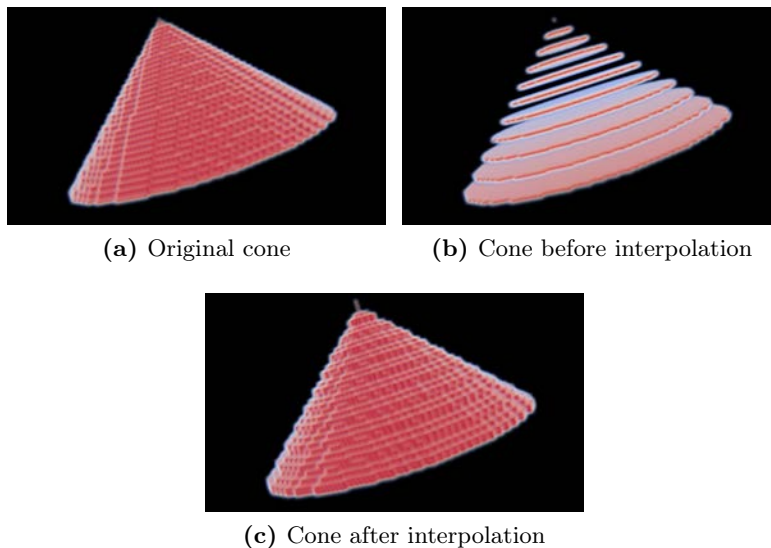 (a) Original cone
(b) Cone before interpolation
(c) Cone after interpolation